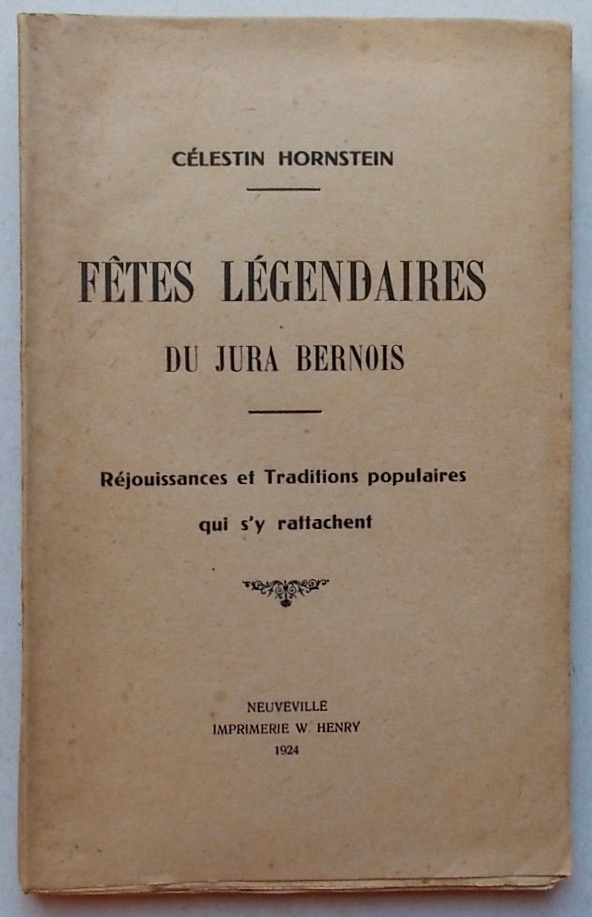 CÉLESTIN HORNSTEIN
FÊTES LÉGENDAIRES
DU JURA BERNOIS
Réjouissances et Traditions populaires
qui s'y rattachent
NEUVEVILLE
IMPRIMERIE W. HENRY
1924